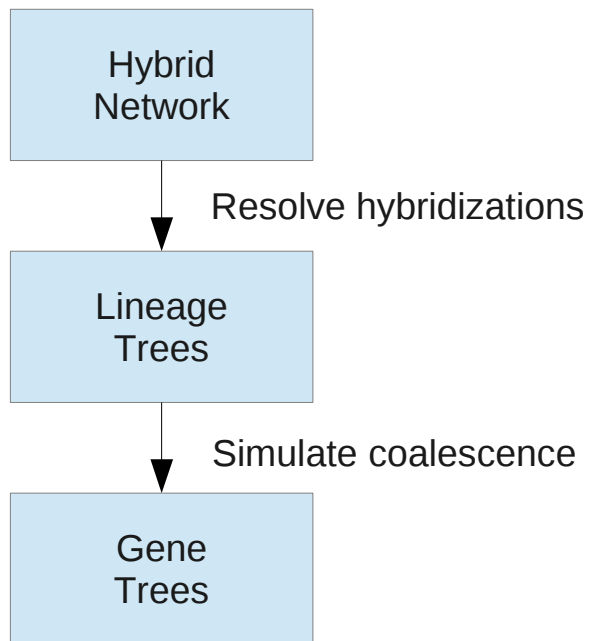 Hybrid
Network
Resolve hybridizations
Lineage
Trees
Simulate coalescence
Gene
Trees